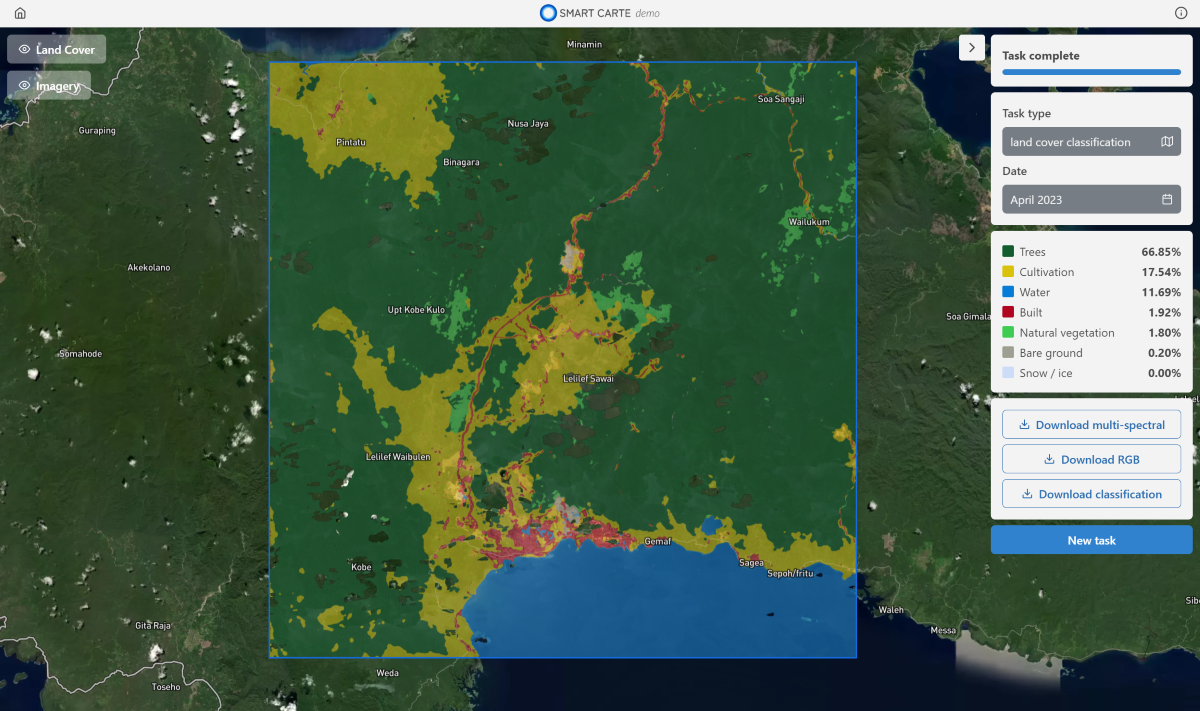 SMART CARTE demo
Land Cover
Imagery
Minamin
Guraping
Nusa Jaya
Soa Sangaji
Pintatu
Binagara
Wailukum
Akekolano
Upt Kobe Kulo
Soa Gimala
Somahode
Lelilef Sawai
Lelilef Waibulen
Gemaf
Kobe
Sagea
Sepoh/fritu
Waleh
Gita Raja
Messa
Weda
Toseho
Task complete
Task type
land cover classification
Date
April 2023
Trees 66.85%
Cultivation 17.54%
Water 11.69%
Built 1.92%
Natural vegetation 1.80%
Bare ground 0.20%
Snow / ice 0.00%
Download multi-spectral
Download RGB
Download classification
New task